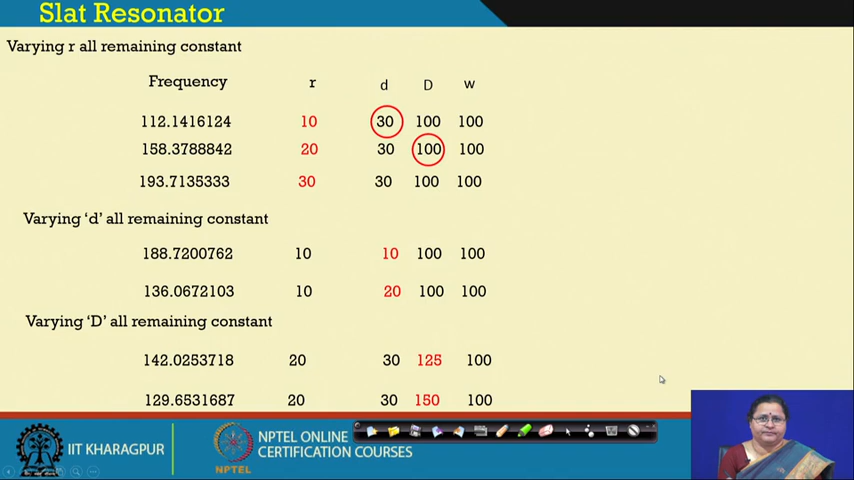 Slat Resonator
Varying r all remaining constant
Frequency r d D w
112.1416124 10 30 100 100
158.3788842 20 30 100 100
193.7135333 30 30 100 100
Varying 'd' all remaining constant
188.7200762 10 10 100 100
136.0672103 10 20 100 100
Varying 'D' all remaining constant
142.0253718 20 30 125 100
129.6531687 20 30 150 100
IIT KHARAGPUR
NPTEL
NPTEL ONLINE
CERTIFICATION COURSES